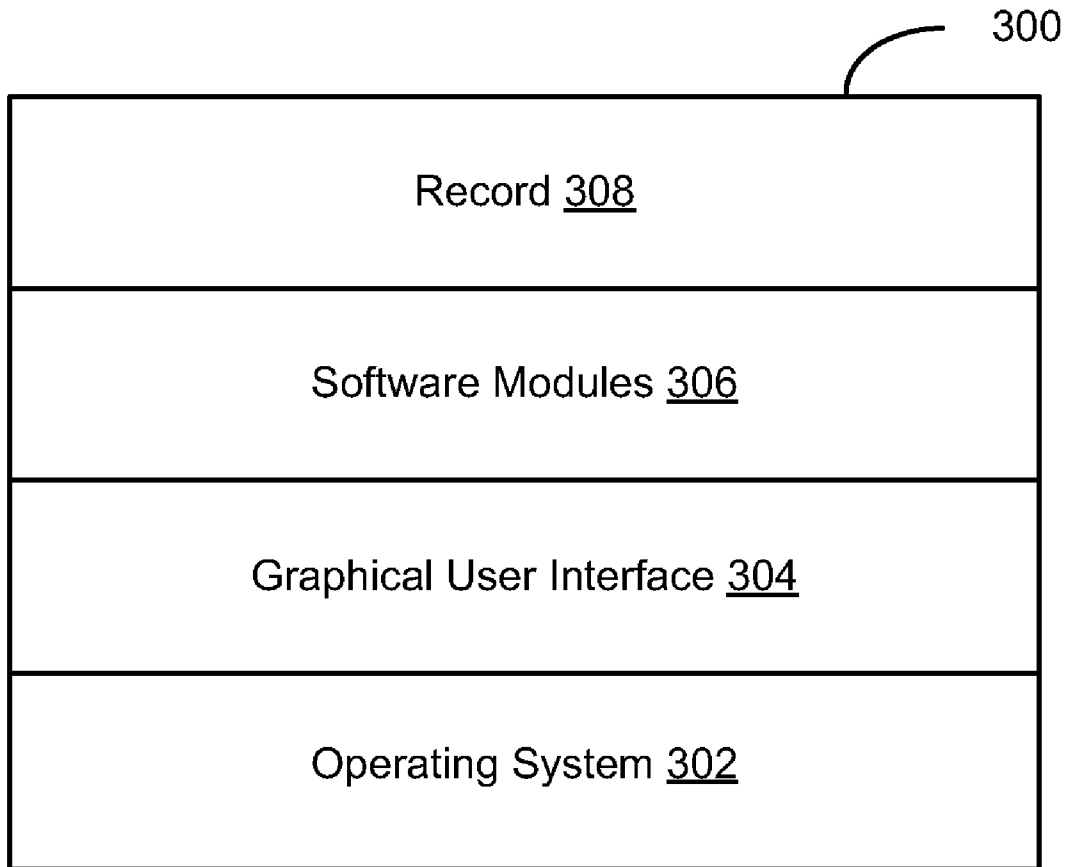 300
Record 308
Software Modules 306
Graphical User Interface 304
Operating System 302